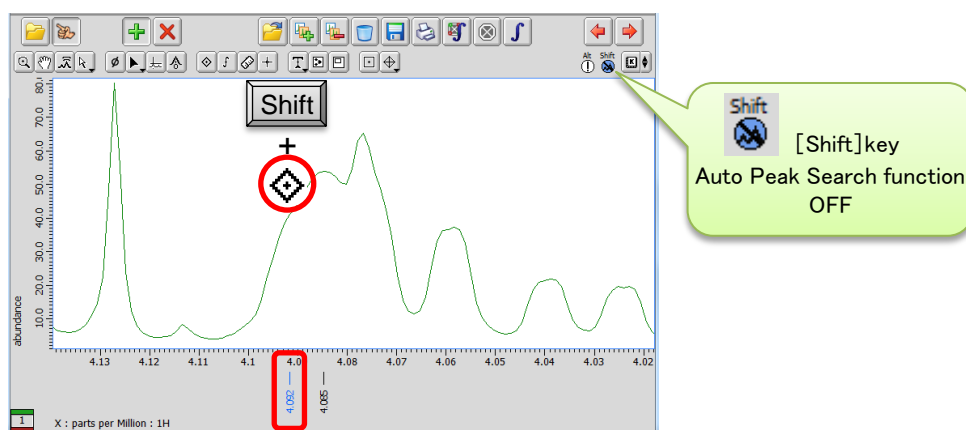 Alt Shift
80.0
70.0
60.0
50.0
40.0
30.0
20.0
10.0
abundance
Shift
+
4.13 4.12 4.11 4.1 4.0 4.08 4.07 4.06 4.05 4.04 4.03 4.02
4.092
4.085
1
X : parts per Million : 1H
Shift
[Shift]key
Auto Peak Search function
OFF